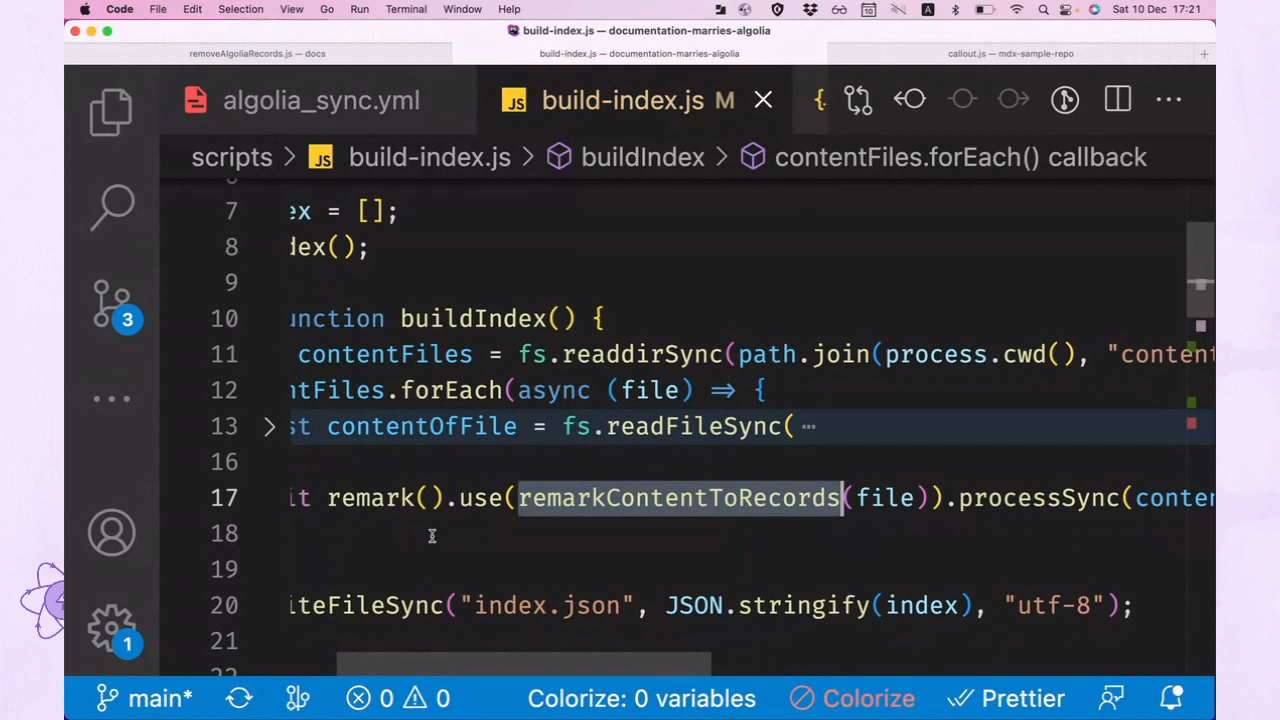 Code File Edit Selection View Go Run Terminal Window Help A Sat 10 Dec 17:21
build-index.js — documentation-marries-algolia
removeAlgoliaRecords.js — docs build-index.js — documentation-marries-algolia callout.js — mdx-sample-repo +
algolia_sync.yml JS build-index.js M {
scripts > JS build-index.js > buildIndex > contentFiles.forEach() callback
7 ex = [];
8 dex();
9
10 unction buildIndex() {
11 contentFiles = fs.readdirSync(path.join(process.cwd(), "conten
12 ntFiles.forEach(async (file) => {
13 st contentOfFile = fs.readFileSync( ⋯
16
17 it remark().use(remarkContentToRecords(file)).processSync(conten
18
19
20 iteFileSync("index.json", JSON.stringify(index), "utf-8");
21
3
1
main* 0 0 Colorize: 0 variables Colorize Prettier